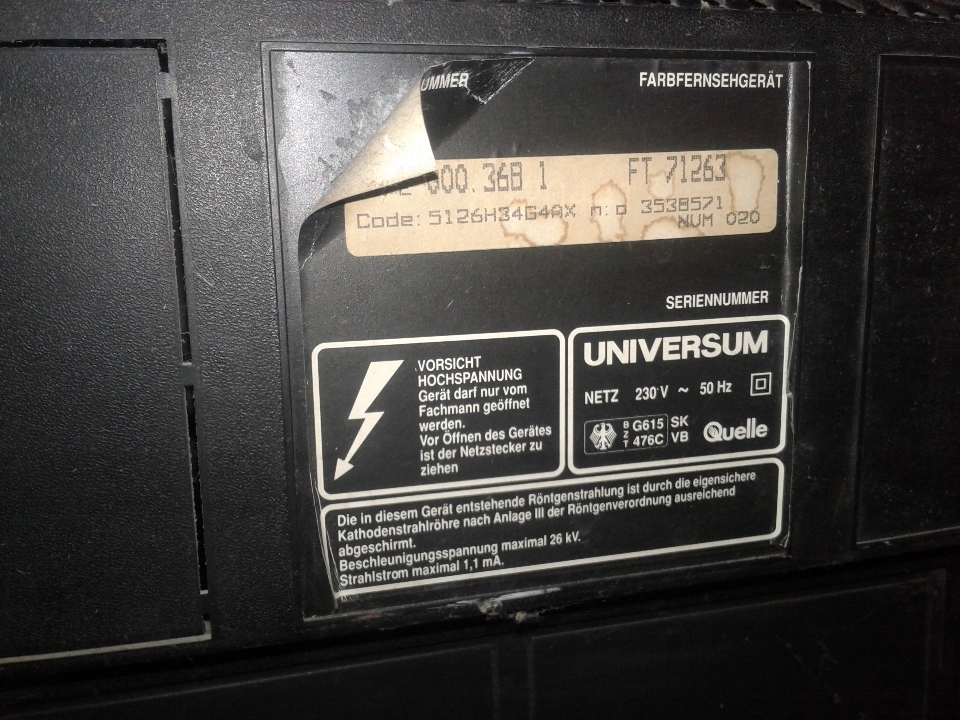 FARBFERNSEHGERÄT
000.368 1 FT 71263
Code: 5126H34G4AX n:o 3538571
NUM 020
SERIENNUMMER
VORSICHT
HOCHSPANNUNG
Gerät darf nur vom
Fachmann geöffnet
werden.
Vor Öffnen des Gerätes
ist der Netzstecker zu
ziehen
UNIVERSUM
NETZ 230 V ~ 50 Hz
B Z T G615 476C SK VB
Quelle
Die in diesem Gerät entstehende Röntgenstrahlung ist durch die eigensichere
Kathodenstrahlröhre nach Anlage III der Röntgenverordnung ausreichend
abgeschirmt.
Beschleunigungsspannung maximal 26 kV.
Strahlstrom maximal 1,1 mA.